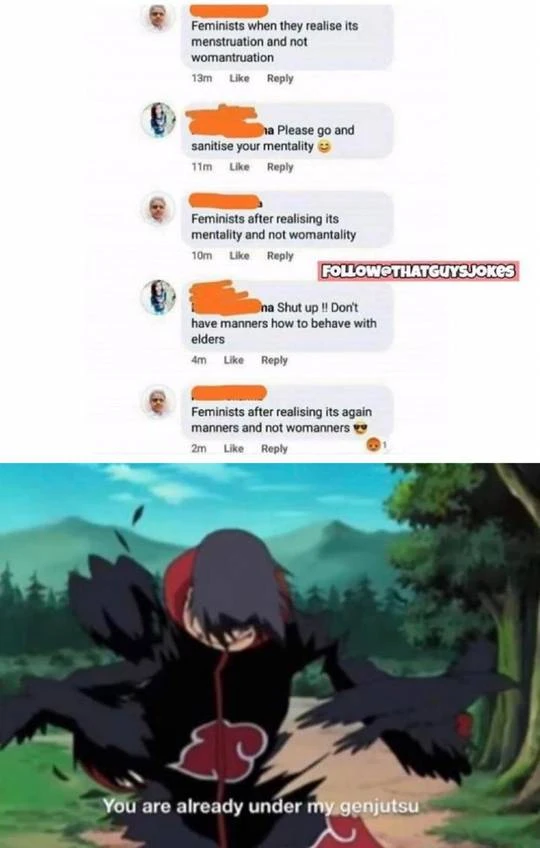 Feminists when they realise its
menstruation and not
womantruation
13m Like Reply
na Please go and
sanitise your mentality 😊
11m Like Reply
Feminists after realising its
mentality and not womantality
10m Like Reply
FOLLOW@THATGUYSJOKES
na Shut up !! Don't
have manners how to behave with
elders
4m Like Reply
Feminists after realising its again
manners and not womanners 😎
2m Like Reply 😡 1
You are already under my genjutsu